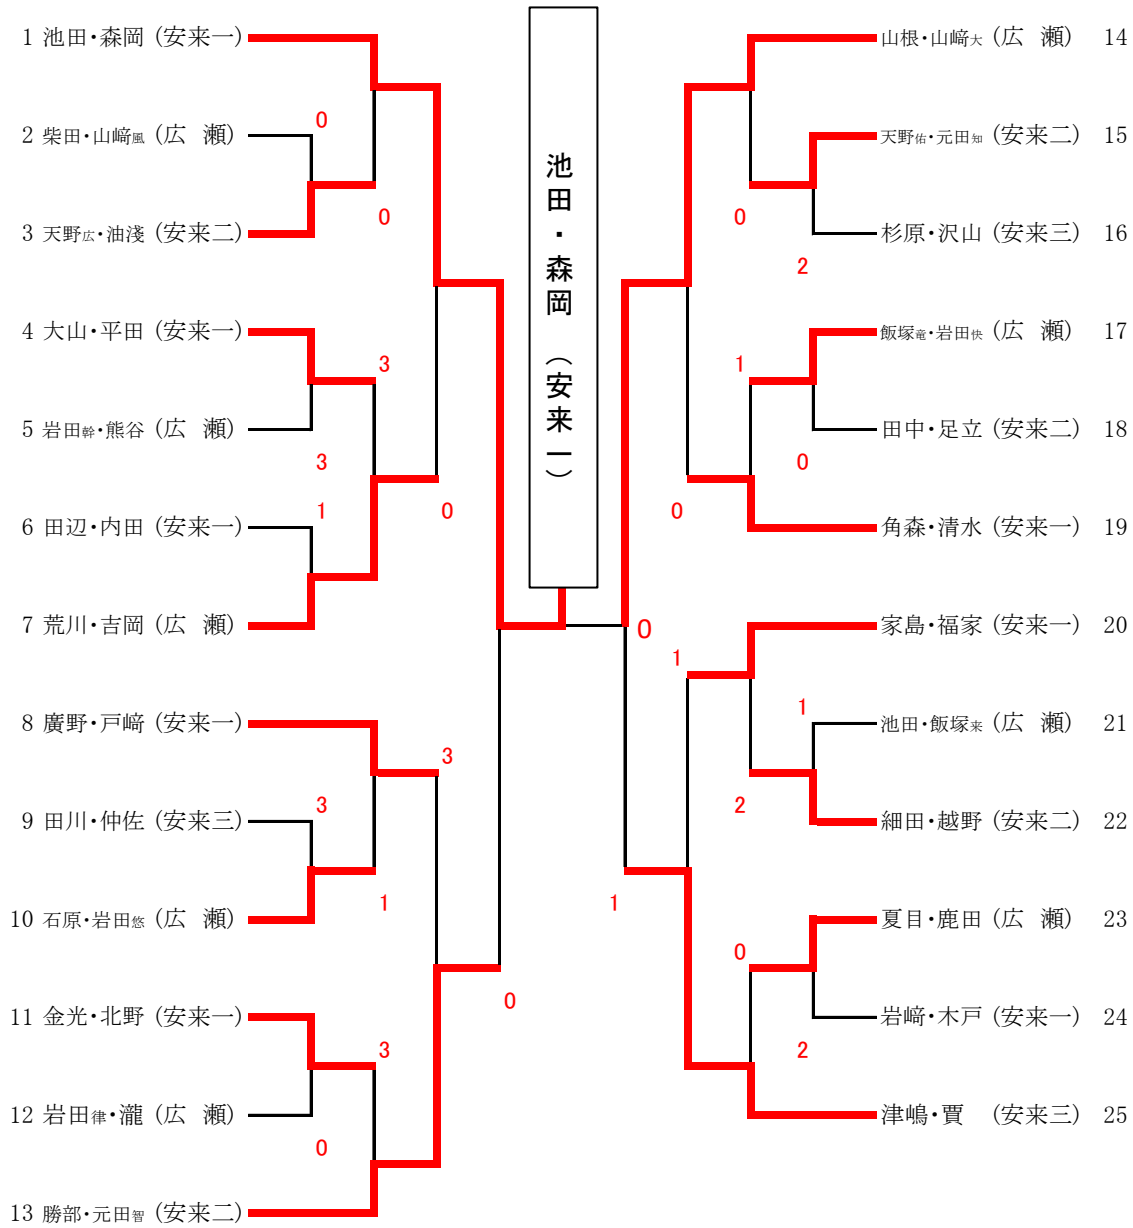 1 池田・森岡 (安来一)
2 柴田・山﨑風 (広 瀬)
0
3 天野広・油淺 (安来二)
0
4 大山・平田 (安来一)
3
5 岩田幹・熊谷 (広 瀬)
3
6 田辺・内田 (安来一)
1
0
7 荒川・吉岡 (広 瀬)
8 廣野・戸﨑 (安来一)
3
9 田川・仲佐 (安来三)
3
10 石原・岩田悠 (広 瀬)
1
11 金光・北野 (安来一)
0
3
12 岩田律・瀧 (広 瀬)
0
13 勝部・元田智 (安来二)
池田・森岡 (安来一)
0
山根・山﨑大 (広 瀬) 14
天野佑・元田知 (安来二) 15
0
杉原・沢山 (安来三) 16
2
飯塚竜・岩田快 (広 瀬) 17
1
田中・足立 (安来二) 18
0
0
角森・清水 (安来一) 19
家島・福家 (安来一) 20
1
1
池田・飯塚来 (広 瀬) 21
2
細田・越野 (安来二) 22
1
夏目・鹿田 (広 瀬) 23
0
岩﨑・木戸 (安来一) 24
2
津嶋・賈 (安来三) 25